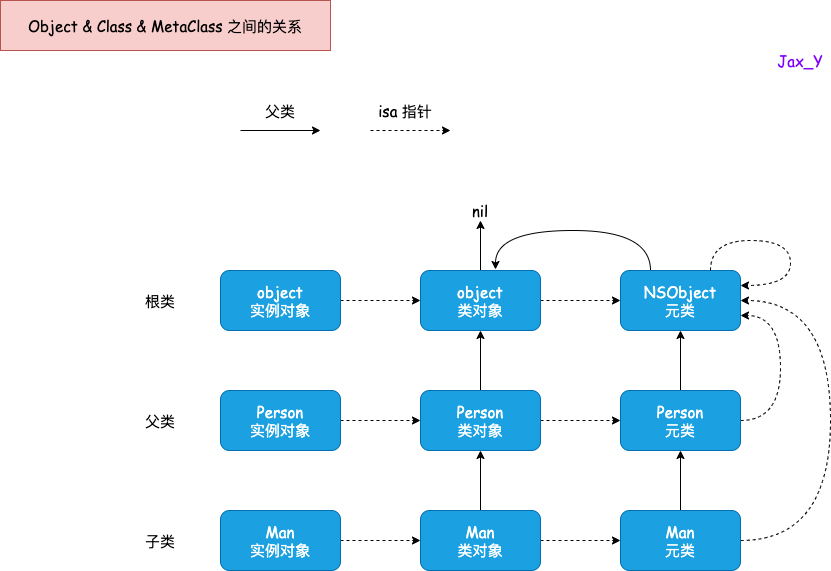 Object & Class & MetaClass 之间的关系
Jax_Y
父类
isa 指针
nil
根类
object
实例对象
object
类对象
NSObject
元类
父类
Person
实例对象
Person
类对象
Person
元类
子类
Man
实例对象
Man
类对象
Man
元类